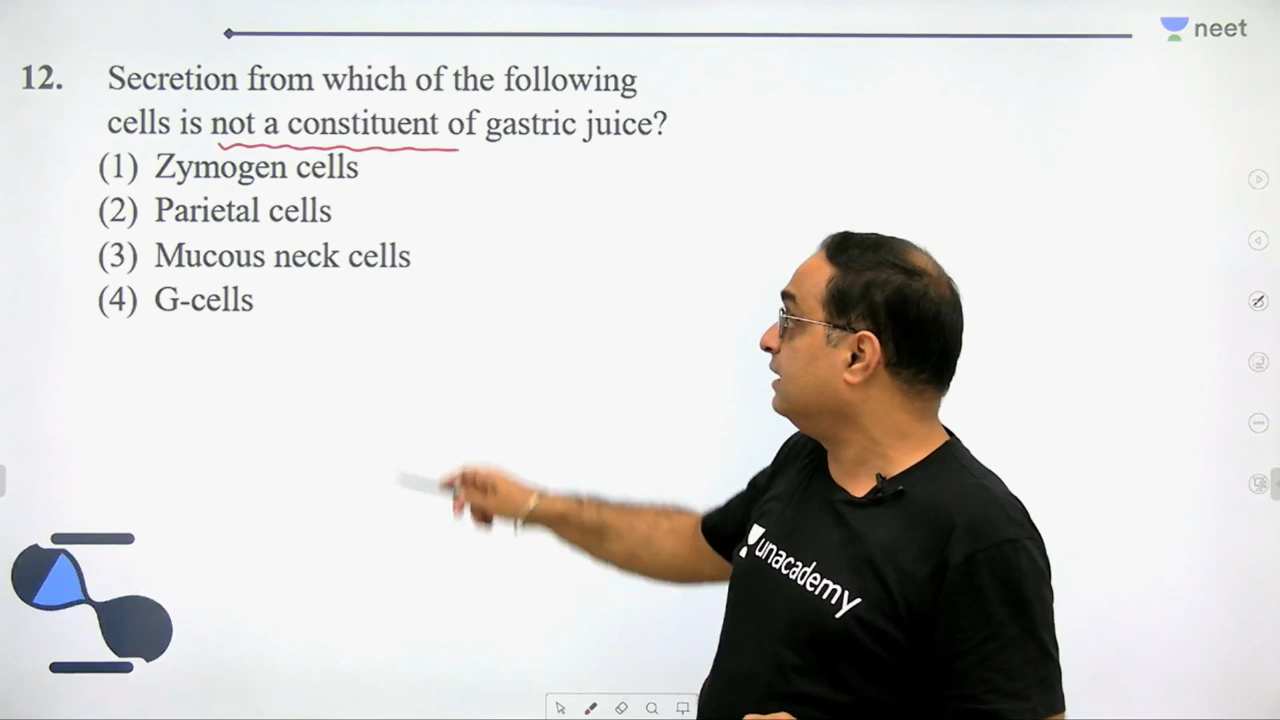 neet
12. Secretion from which of the following
cells is not a constituent of gastric juice?
(1) Zymogen cells
(2) Parietal cells
(3) Mucous neck cells
(4) G-cells
unacademy